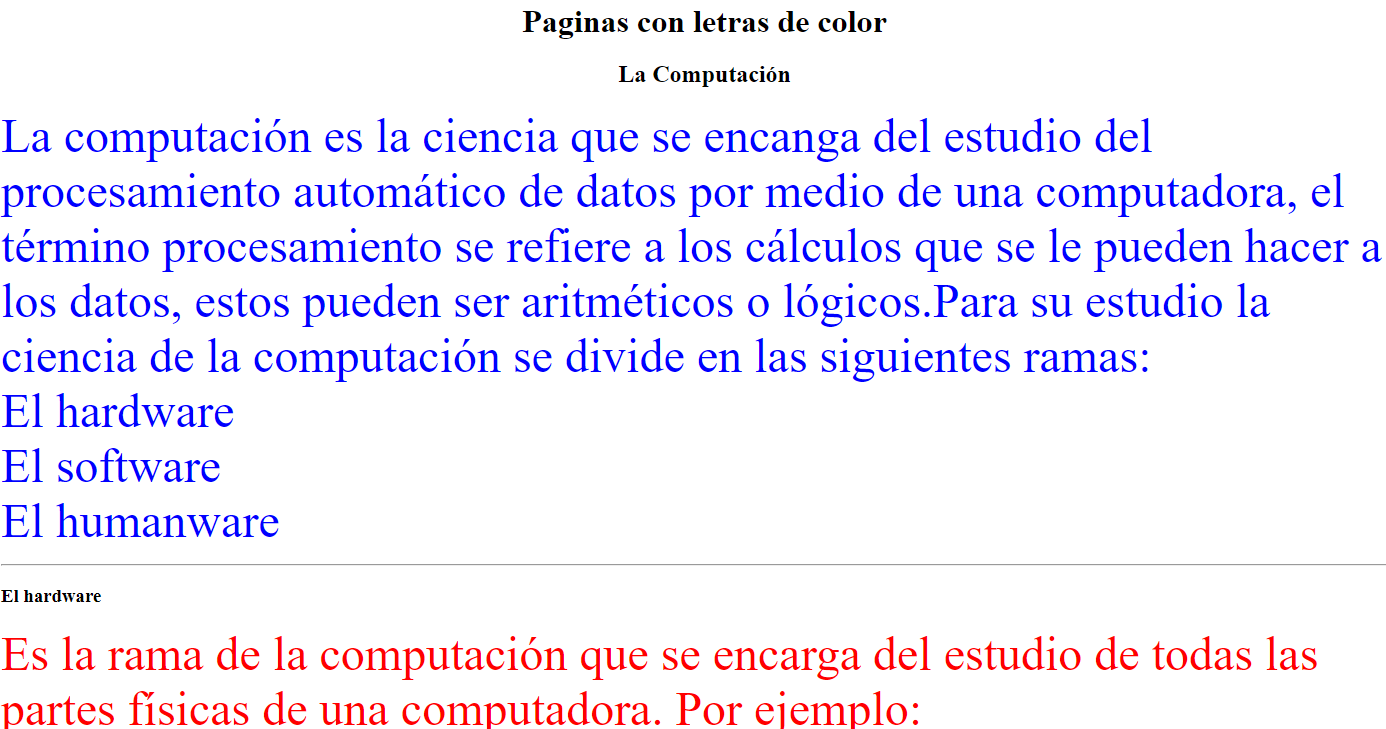 Paginas con letras de color
La Computación
La computación es la ciencia que se encanga del estudio del
procesamiento automático de datos por medio de una computadora, el
término procesamiento se refiere a los cálculos que se le pueden hacer a
los datos, estos pueden ser aritméticos o lógicos.Para su estudio la
ciencia de la computación se divide en las siguientes ramas:
El hardware
El software
El humanware
El hardware
Es la rama de la computación que se encarga del estudio de todas las
partes físicas de una computadora. Por ejemplo: